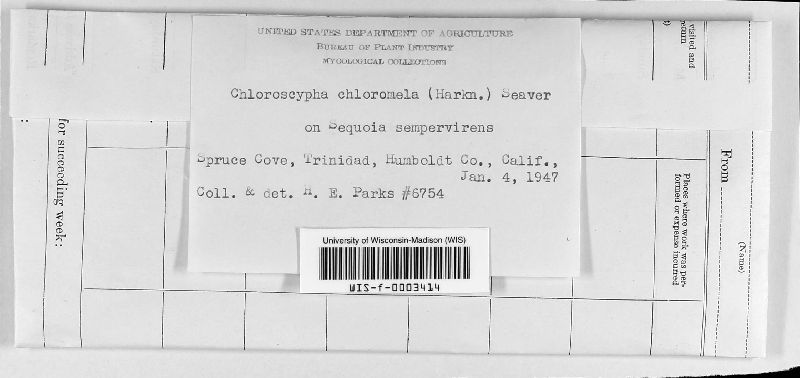 UNITED STATES DEPARTMENT OF AGRICULTURE
BUREAU OF PLANT INDUSTRY
MYCOLOGICAL COLLECTIONS
Chloroscypha chloromela (Harkn.) Seaver
on Sequoia sempervirens
Spruce Cove, Trinidad, Humboldt Co., Calif.,
Jan. 4, 1947
Coll. & det. H. E. Parks #6754
University of Wisconsin-Madison (WIS)
WIS-f-0003414
for succeeding week:
visited and
From
(Name)
Places where work was per-
formed or expense incurred